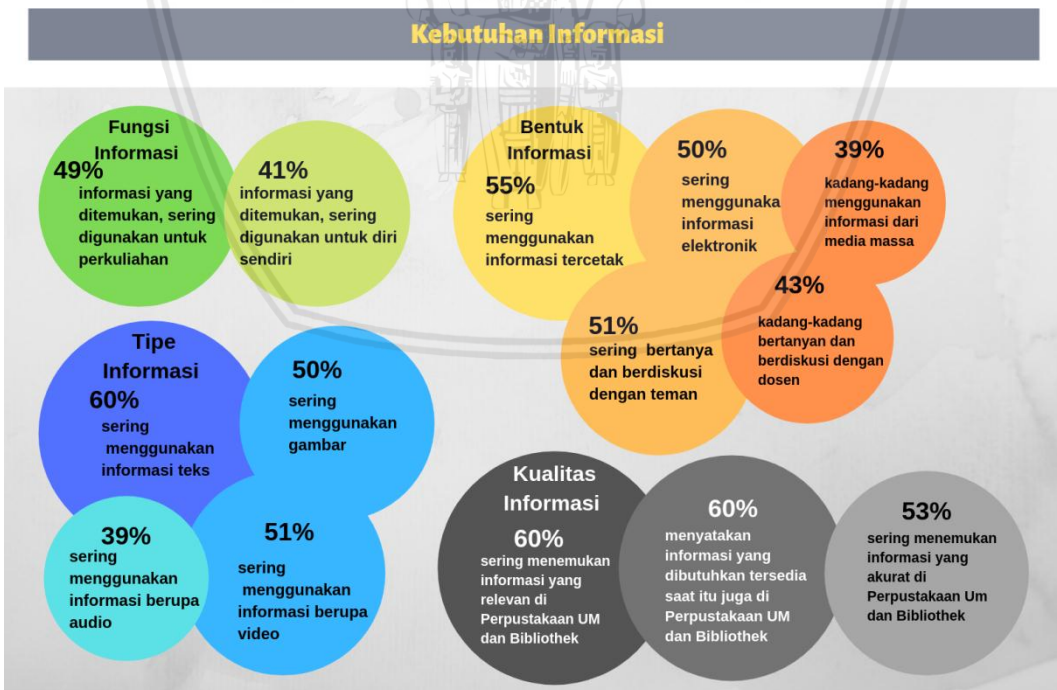 Kebutuhan Informasi
Fungsi
Informasi
49%
informasi yang
ditemukan, sering
digunakan untuk
perkuliahan
41%
informasi yang
ditemukan, sering
digunakan untuk diri
sendiri
Bentuk
Informasi
55%
sering
menggunakan
informasi tercetak
50%
sering
menggunaka
informasi
elektronik
39%
kadang-kadang
menggunakan
informasi dari
media massa
51%
sering bertanya
dan berdiskusi
dengan teman
43%
kadang-kadang
bertanyan dan
berdiskusi dengan
dosen
Tipe
Informasi
60%
sering
menggunakan
informasi teks
50%
sering
menggunakan
gambar
39%
sering
menggunakan
informasi berupa
audio
51%
sering
menggunakan
informasi berupa
video
Kualitas
Informasi
60%
sering menemukan
informasi yang
relevan di
Perpustakaan UM
dan Bibliothek
60%
menyatakan
informasi yang
dibutuhkan tersedia
saat itu juga di
Perpustakaan UM
dan Bibliothek
53%
sering menemukan
informasi yang
akurat di
Perpustakaan Um
dan Bibliothek